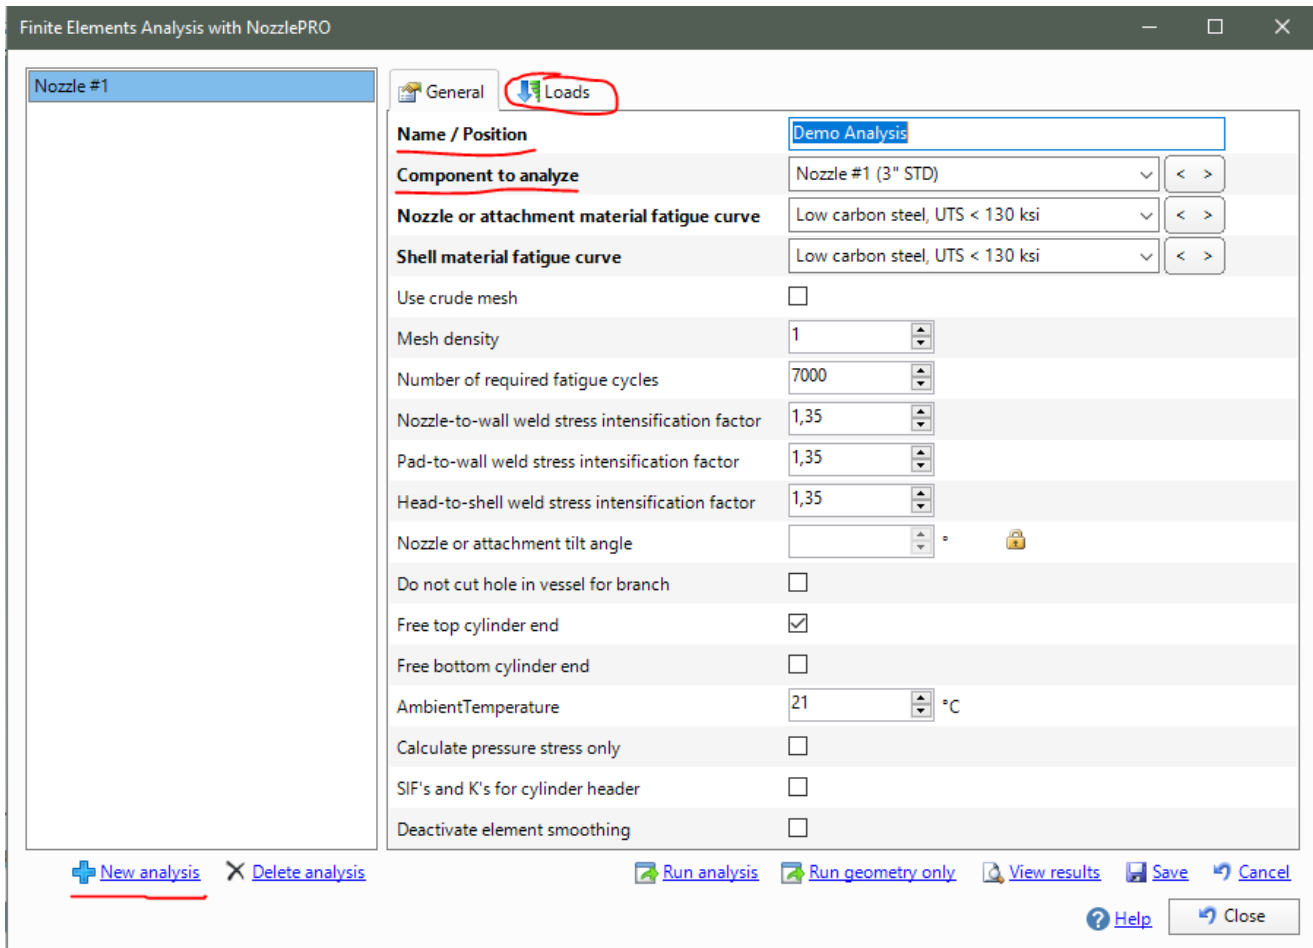 Finite Elements Analysis with NozzlePRO
Nozzle #1
General Loads
Name / Position Demo Analysis
Component to analyze Nozzle #1 (3" STD) < >
Nozzle or attachment material fatigue curve Low carbon steel, UTS < 130 ksi < >
Shell material fatigue curve Low carbon steel, UTS < 130 ksi < >
Use crude mesh
Mesh density 1
Number of required fatigue cycles 7000
Nozzle-to-wall weld stress intensification factor 1,35
Pad-to-wall weld stress intensification factor 1,35
Head-to-shell weld stress intensification factor 1,35
Nozzle or attachment tilt angle °
Do not cut hole in vessel for branch
Free top cylinder end
Free bottom cylinder end
AmbientTemperature 21 °C
Calculate pressure stress only
SIF's and K's for cylinder header
Deactivate element smoothing
New analysis Delete analysis Run analysis Run geometry only View results Save Cancel
Help Close